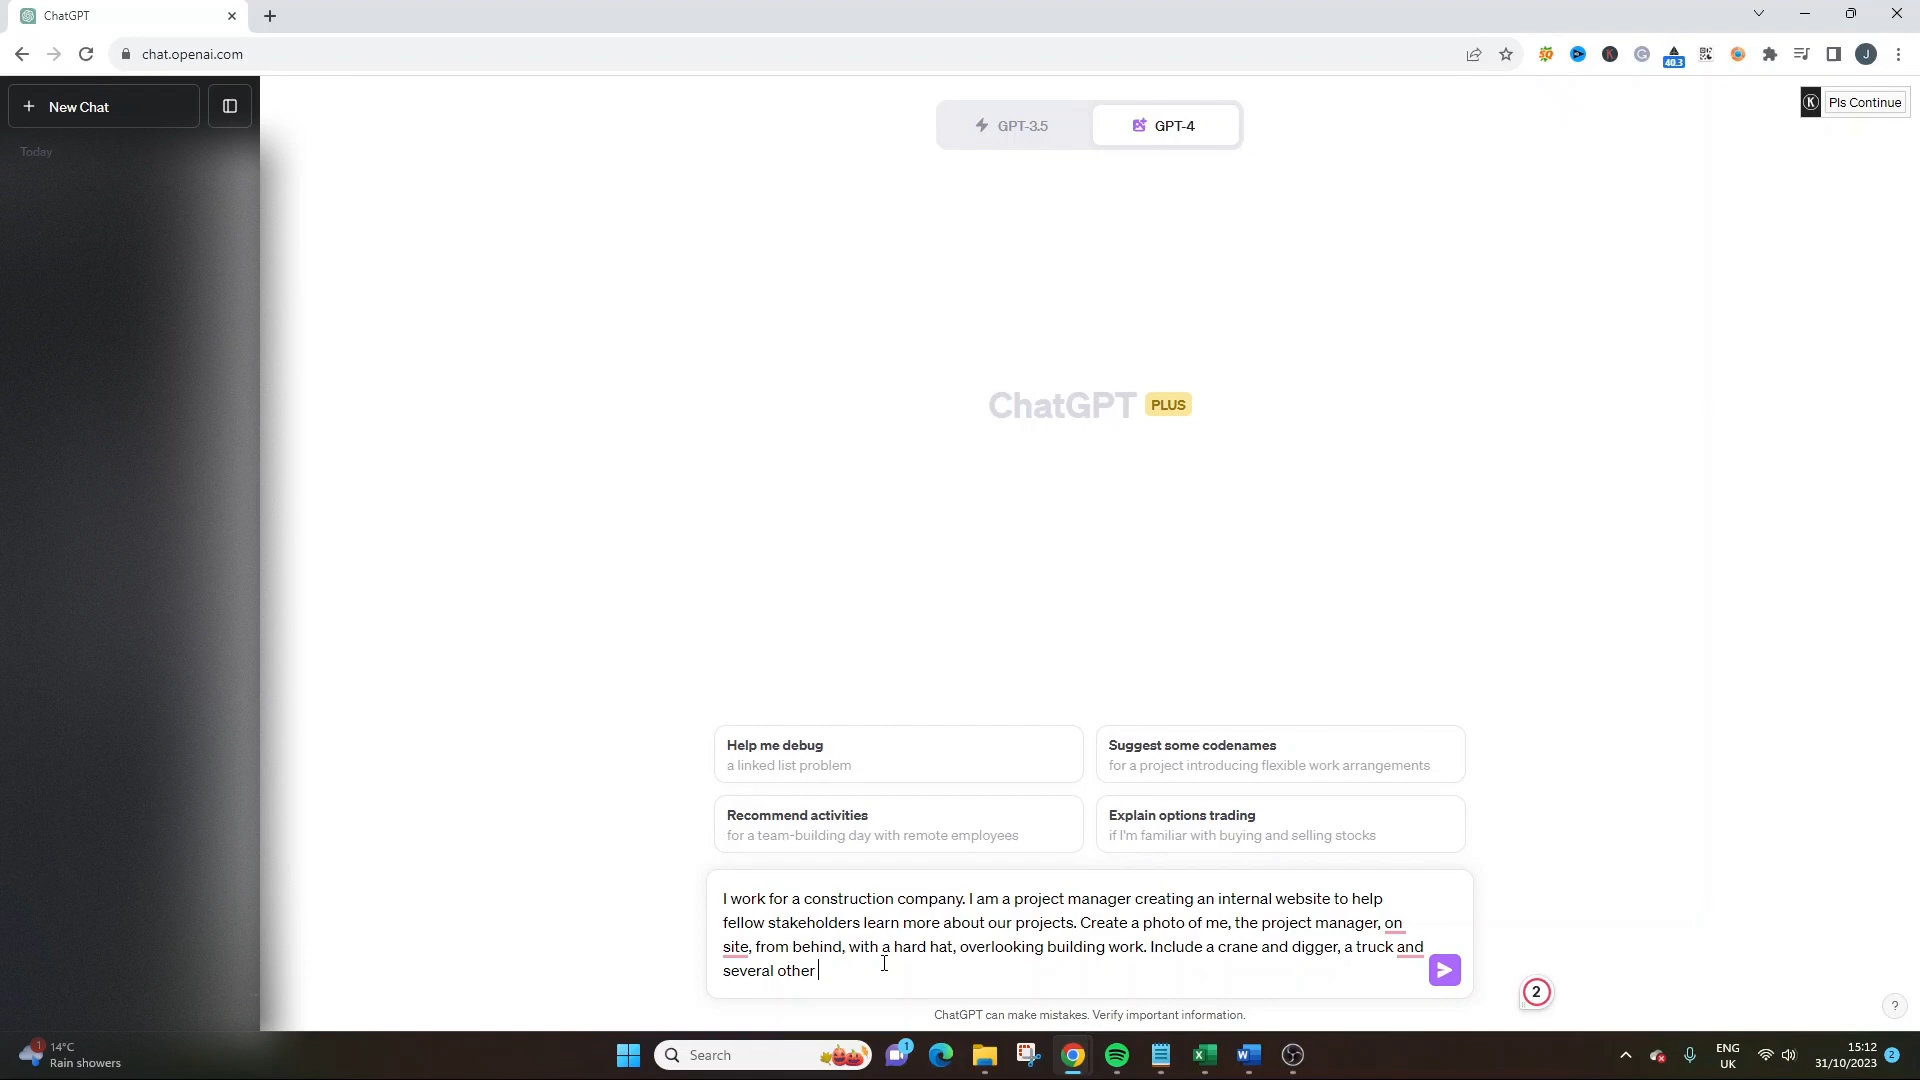 ChatGPT
chat.openai.com
40.3
J
New Chat
Today
GPT-3.5
GPT-4
K
Pls Continue
ChatGPT PLUS
Help me debug
a linked list problem
Suggest some codenames
for a project introducing flexible work arrangements
Recommend activities
for a team-building day with remote employees
Explain options trading
if I'm familiar with buying and selling stocks
I work for a construction company. I am a project manager creating an internal website to help
fellow stakeholders learn more about our projects. Create a photo of me, the project manager, on
site, from behind, with a hard hat, overlooking building work. Include a crane and digger, a truck and
several other
2
ChatGPT can make mistakes. Verify important information.
?
1
14°C
Rain showers
Search
1
ENG
UK
15:12
31/10/2023
2